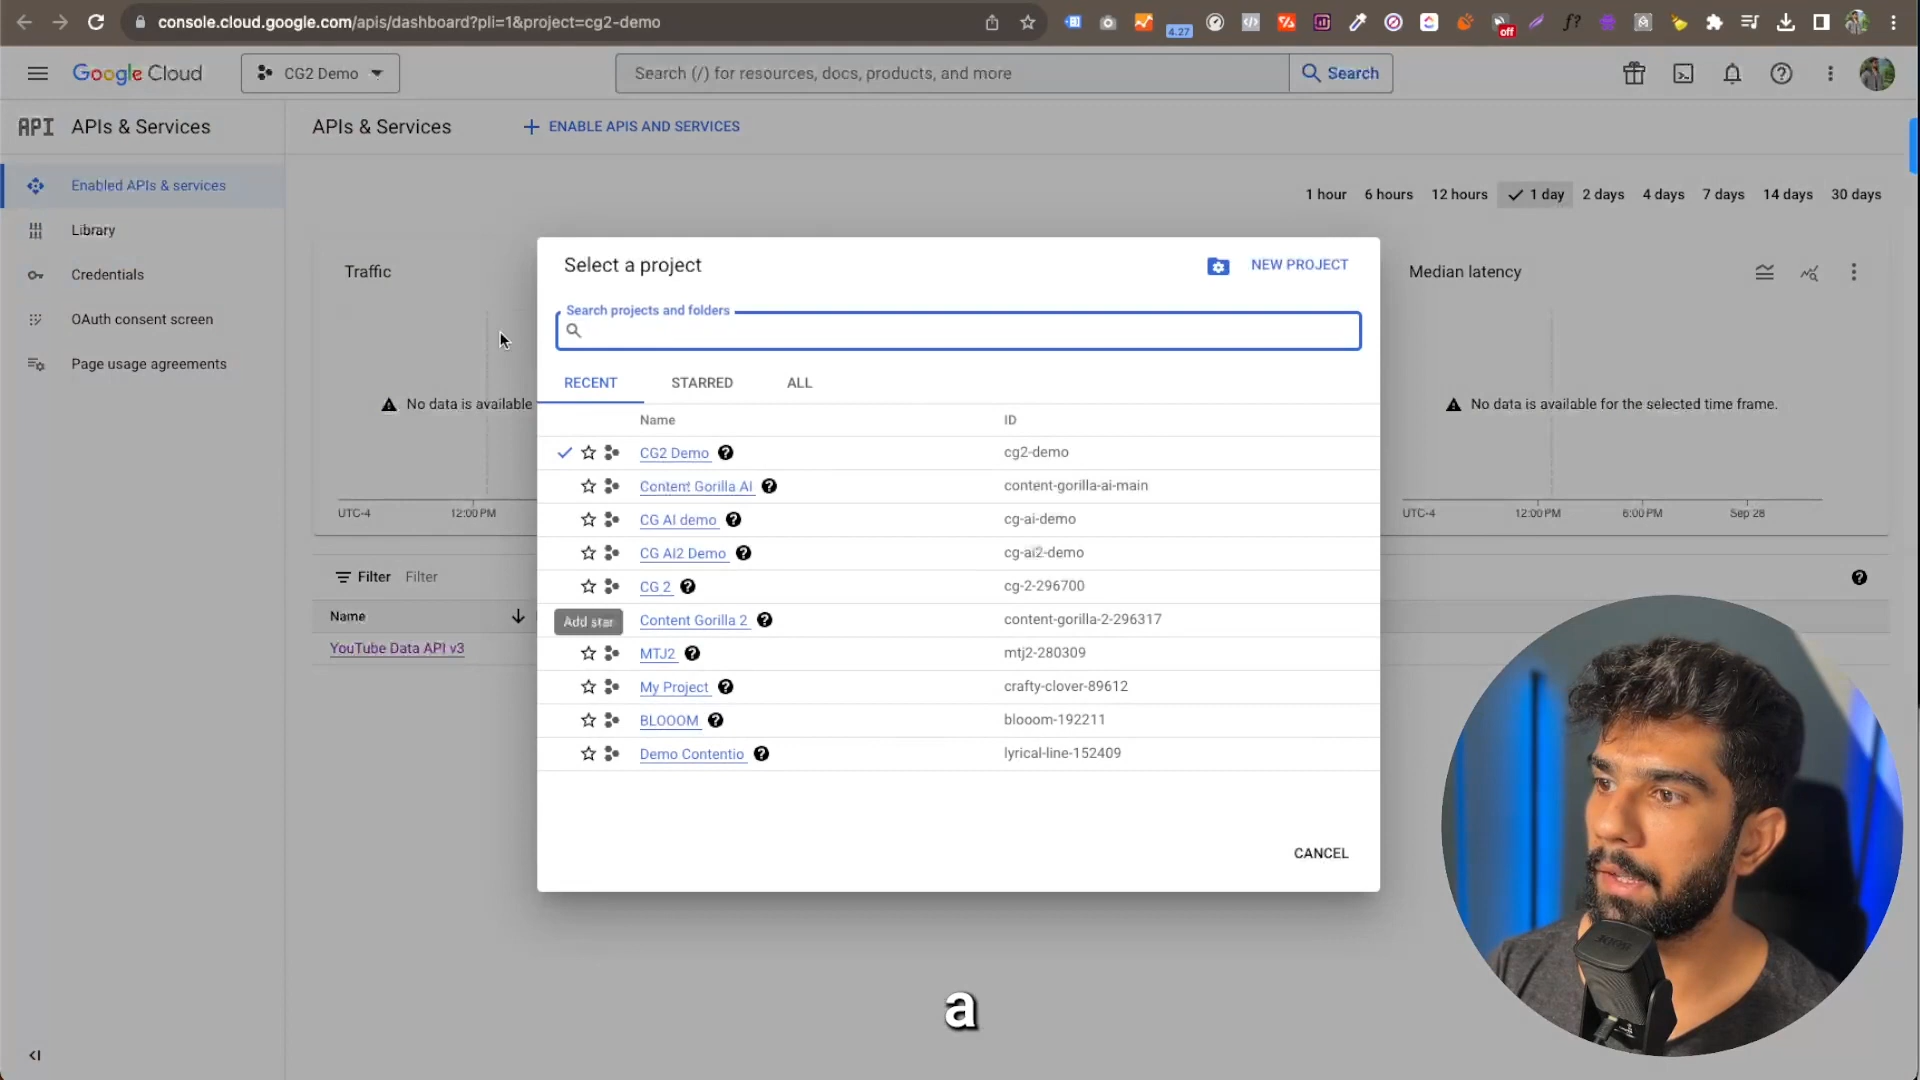 console.cloud.google.com/apis/dashboard?pli=1&project=cg2-demo
4.27
off
f?
Google Cloud
CG2 Demo
Search (/) for resources, docs, products, and more
Search
API APIs & Services
APIs & Services
ENABLE APIS AND SERVICES
Enabled APIs & services
Library
Credentials
OAuth consent screen
Page usage agreements
1 hour 6 hours 12 hours 1 day 2 days 4 days 7 days 14 days 30 days
Traffic
No data is available
UTC-4 12:00 PM
Filter Filter
Name
YouTube Data API v3
Select a project
NEW PROJECT
Search projects and folders
RECENT STARRED ALL
Name ID
CG2 Demo cg2-demo
Content Gorilla AI content-gorilla-ai-main
CG AI demo cg-ai-demo
CG AI2 Demo cg-ai2-demo
CG 2 cg-2-296700
Add star
Content Gorilla 2 content-gorilla-2-296317
MTJ2 mtj2-280309
My Project crafty-clover-89612
BLOOOM blooom-192211
Demo Contentio lyrical-line-152409
CANCEL
Median latency
No data is available for the selected time frame.
UTC-4 12:00 PM 6:00 PM Sep 28
a